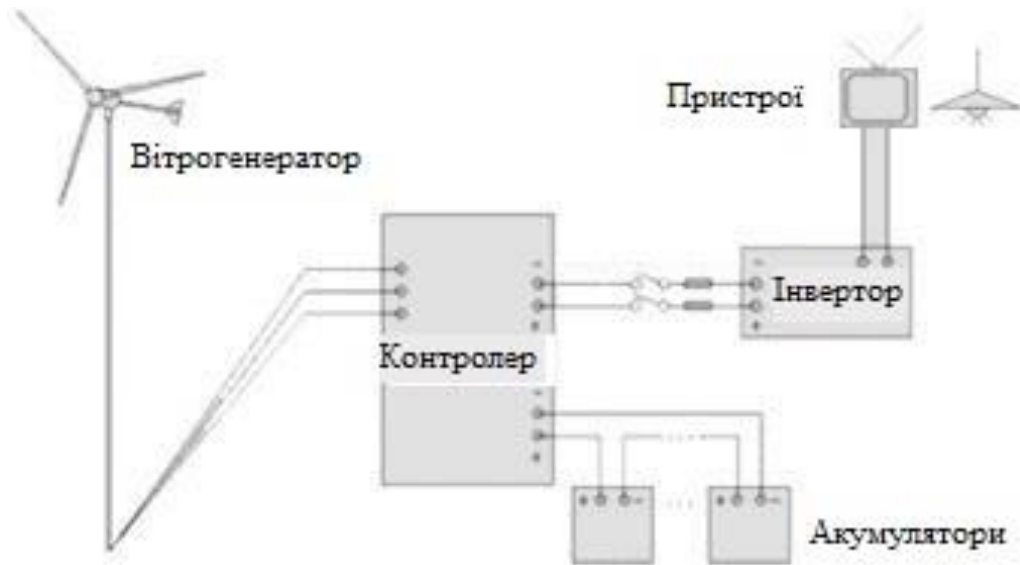 Пристрої
Вітрогенератор
Інвертор
Контролер
Акумулятори